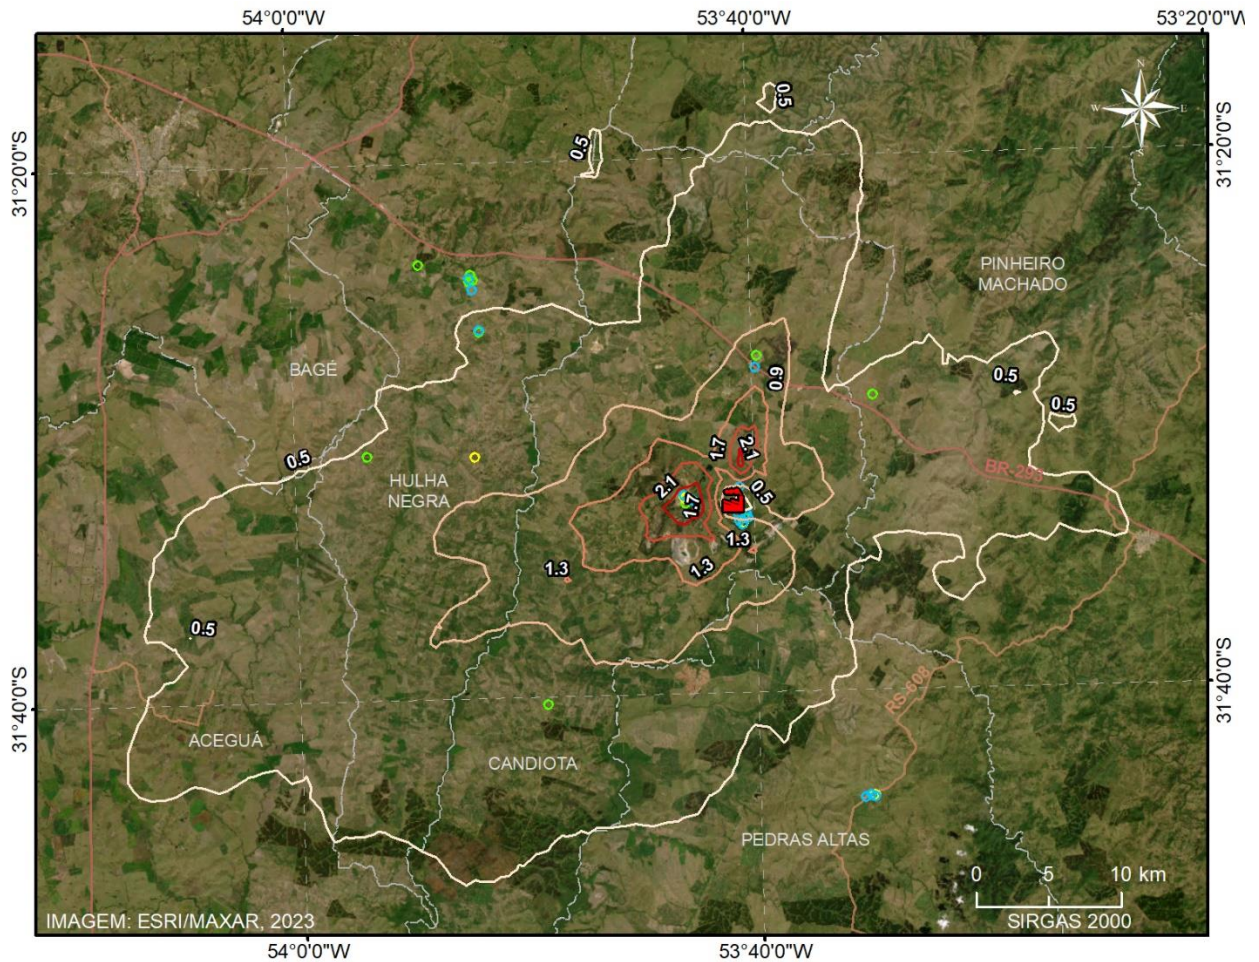 54°0'0"W
53°40'0"W
53°20'0"W
31°20'0"S
31°20'0"S
N
W
E
S
0.5
0.5
PINHEIRO
MACHADO
BAGÉ
0.9
0.5
0.5
0.5
HULHA
NEGRA
1.7
2.1
BR-293
2.1
1.7
0.5
1.3
1.3
1.3
0.5
31°40'0"S
31°40'0"S
RS-608
ACEGUÁ
CANDIOTA
PEDRAS ALTAS
0 5 10 km
IMAGEM: ESRI/MAXAR, 2023
SIRGAS 2000
54°0'0"W
53°40'0"W